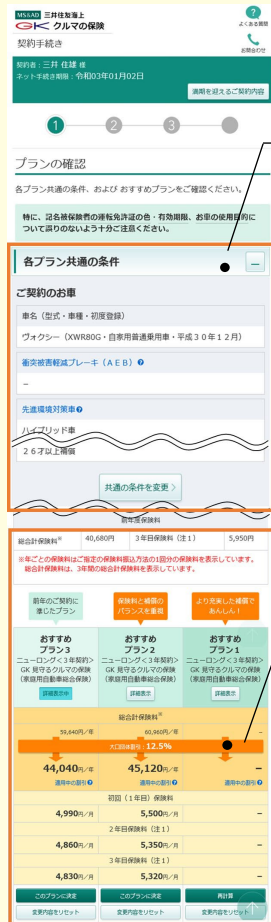 MS&AD 三井住友海上
GK クルマの保険
よくある質問
契約手続き
お問合わせ
契約者：三井 住雄 様
ネット手続き期限：令和03年01月02日
満期を迎えるご契約内容
1 2 3
プランの確認
各プラン共通の条件、および おすすめプランをご確認ください。
特に、記名被保険者の運転免許証の色・有効期限、お車の使用目的に
ついて誤りのないよう十分ご注意ください。
各プラン共通の条件
ご契約のお車
車名（型式・車種・初度登録）
ヴォクシー（XWR80G・自家用普通乗用車・平成３０年１２月）
衝突被害軽減ブレーキ（ＡＥＢ）?
−
先進環境対策車?
ハイブリッド車
２６才以上補償
共通の条件を変更 >
前年度保険料
総合計保険料※ 40,680円 3年目保険料（注1） 5,950円
※年ごとの保険料はご指定の保険料振込方法の1回分の保険料を表示しています。
総合計保険料は、3年間の総合計保険料を表示しています。
前年のご契約に
準じたプラン
保険料と補償の
バランスを重視
より充実した補償で
あんしん！
おすすめ
プラン3
ニューロング＜3年契約＞
GK 見守るクルマの保険
（家庭用自動車総合保険）
詳細表示中
おすすめ
プラン2
ニューロング＜3年契約＞
GK 見守るクルマの保険
（家庭用自動車総合保険）
詳細表示
おすすめ
プラン1
ニューロング＜3年契約＞
GK 見守るクルマの保険
（家庭用自動車総合保険）
詳細表示
総合計保険料※
59,640円/年 60,960円/年 −
大口団体割引：12.5%
44,040円/年 45,120円/年 −
適用中の割引? 適用中の割引? 適用中の割引?
初回（1年目）保険料
4,990円/月 5,500円/月 −
2年目保険料（注1）
4,860円/月 5,350円/月 −
3年目保険料（注1）
4,830円/月 5,320円/月 −
このプランに決定 このプランに決定 再計算
変更内容をリセット 変更内容をリセット 変更内容をリセット